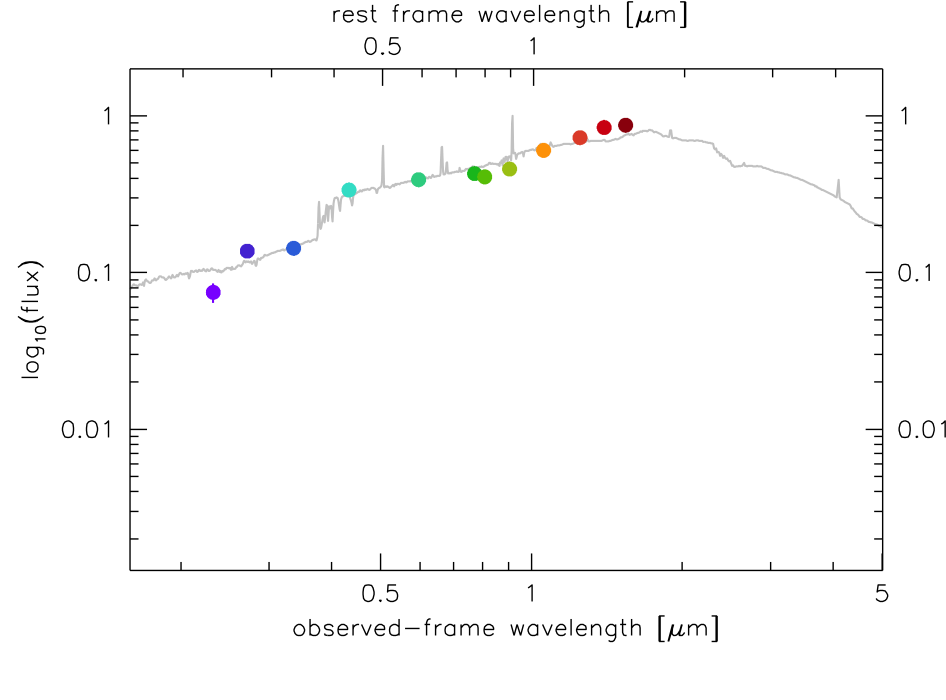 rest frame wavelength [μm]
0.5 1
1 1
0.1 0.1
0.01 0.01
log10(flux)
0.5 1 5
observed-frame wavelength [μm]